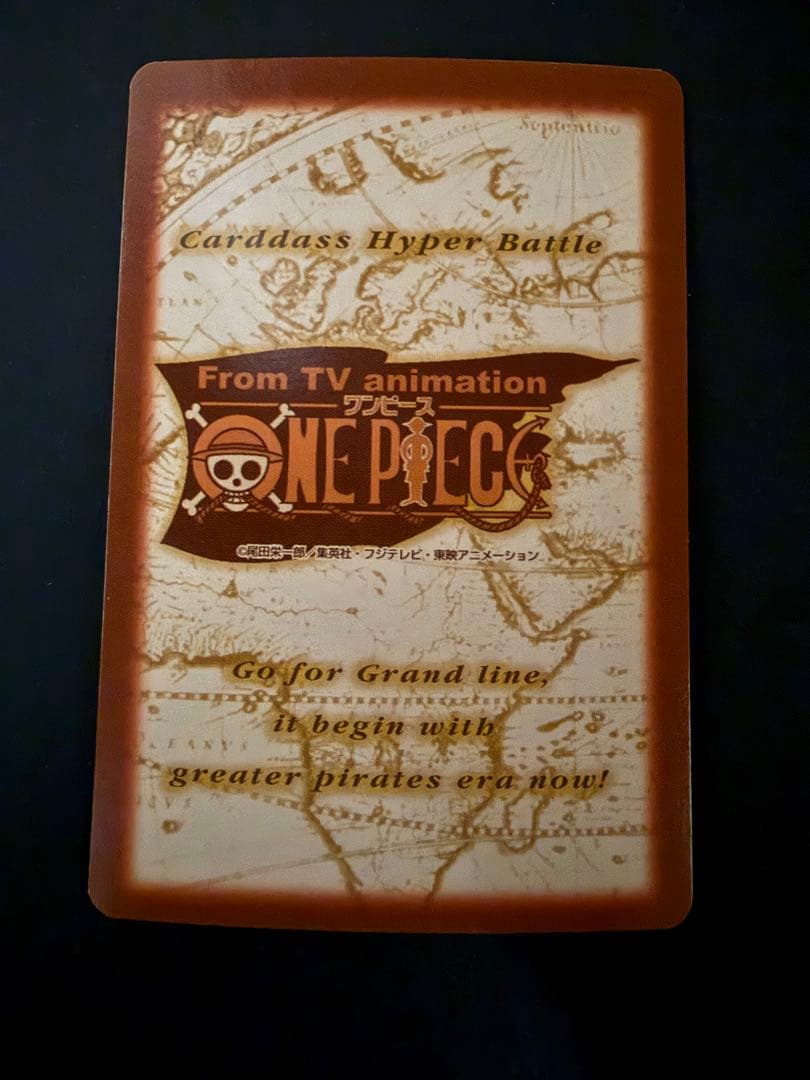 Septentrio
Carddass Hyper Battle
From TV animation
ワンピース
ONE PIECE
©尾田栄一郎/集英社・フジテレビ・東映アニメーション
Go for Grand line,
it begin with
greater pirates era now!